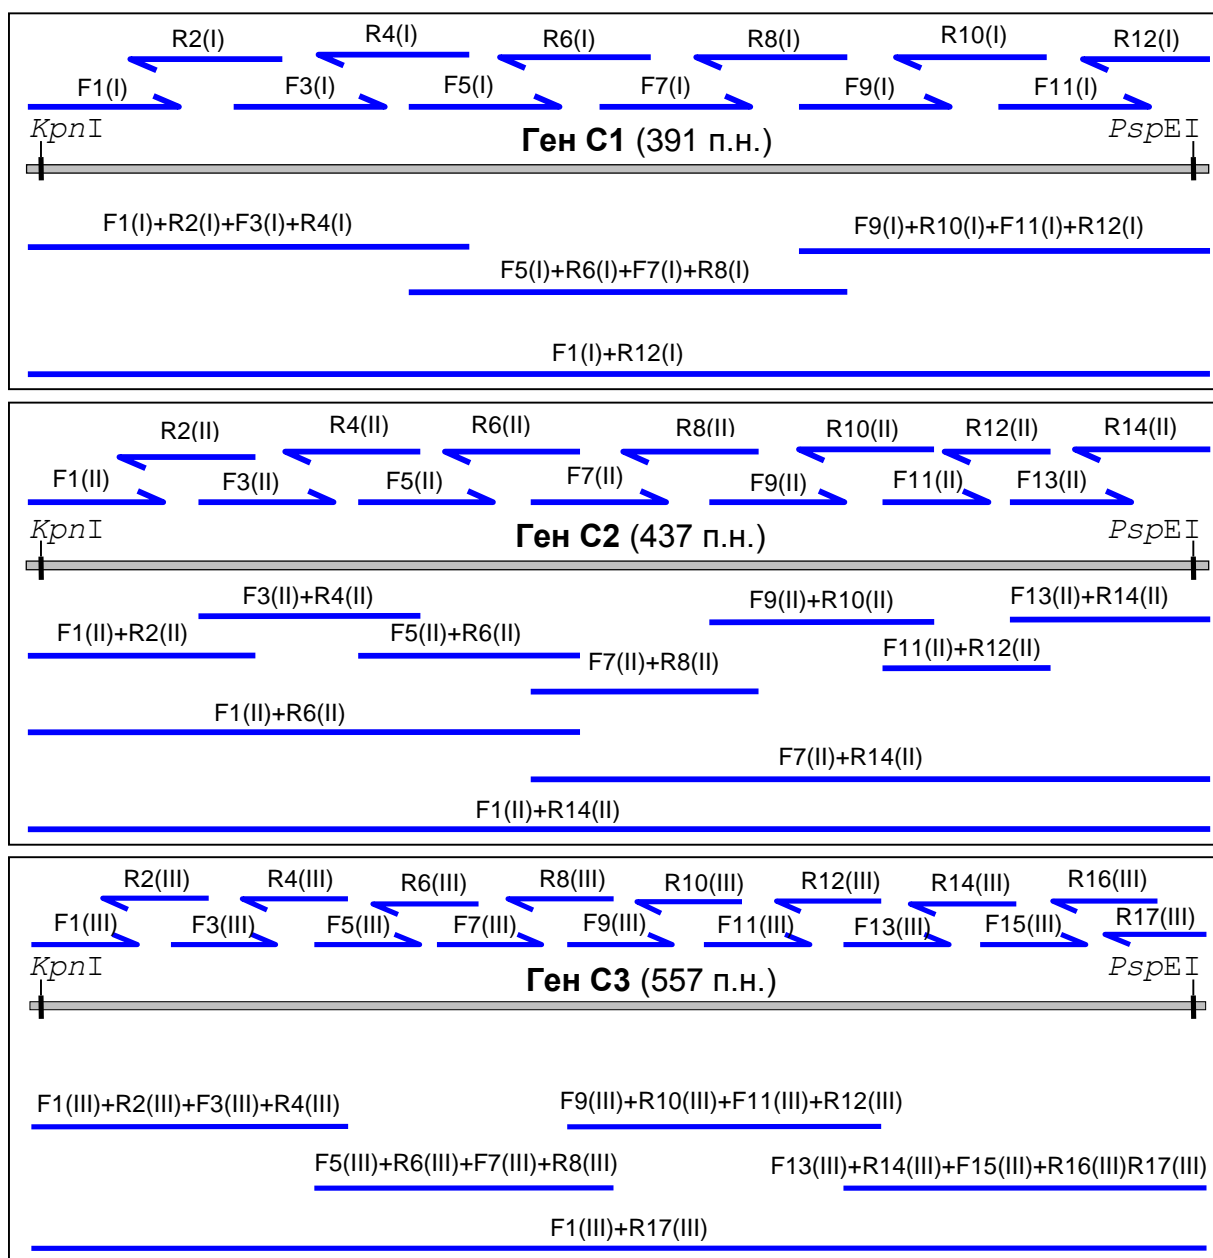 R2(I) R4(I) R6(I) R8(I) R10(I) R12(I)
F1(I) F3(I) F5(I) F7(I) F9(I) F11(I)
KpnI PspEI
Ген С1 (391 п.н.)
F1(I)+R2(I)+F3(I)+R4(I) F9(I)+R10(I)+F11(I)+R12(I)
F5(I)+R6(I)+F7(I)+R8(I)
F1(I)+R12(I)
R2(II) R4(II) R6(II) R8(II) R10(II) R12(II) R14(II)
F1(II) F3(II) F5(II) F7(II) F9(II) F11(II) F13(II)
KpnI PspEI
Ген С2 (437 п.н.)
F3(II)+R4(II) F9(II)+R10(II) F13(II)+R14(II)
F1(II)+R2(II) F5(II)+R6(II) F7(II)+R8(II) F11(II)+R12(II)
F1(II)+R6(II)
F7(II)+R14(II)
F1(II)+R14(II)
R2(III) R4(III) R6(III) R8(III) R10(III) R12(III) R14(III) R16(III)
F1(III) F3(III) F5(III) F7(III) F9(III) F11(III) F13(III) F15(III) R17(III)
KpnI PspEI
Ген С3 (557 п.н.)
F1(III)+R2(III)+F3(III)+R4(III) F9(III)+R10(III)+F11(III)+R12(III)
F5(III)+R6(III)+F7(III)+R8(III) F13(III)+R14(III)+F15(III)+R16(III)R17(III)
F1(III)+R17(III)